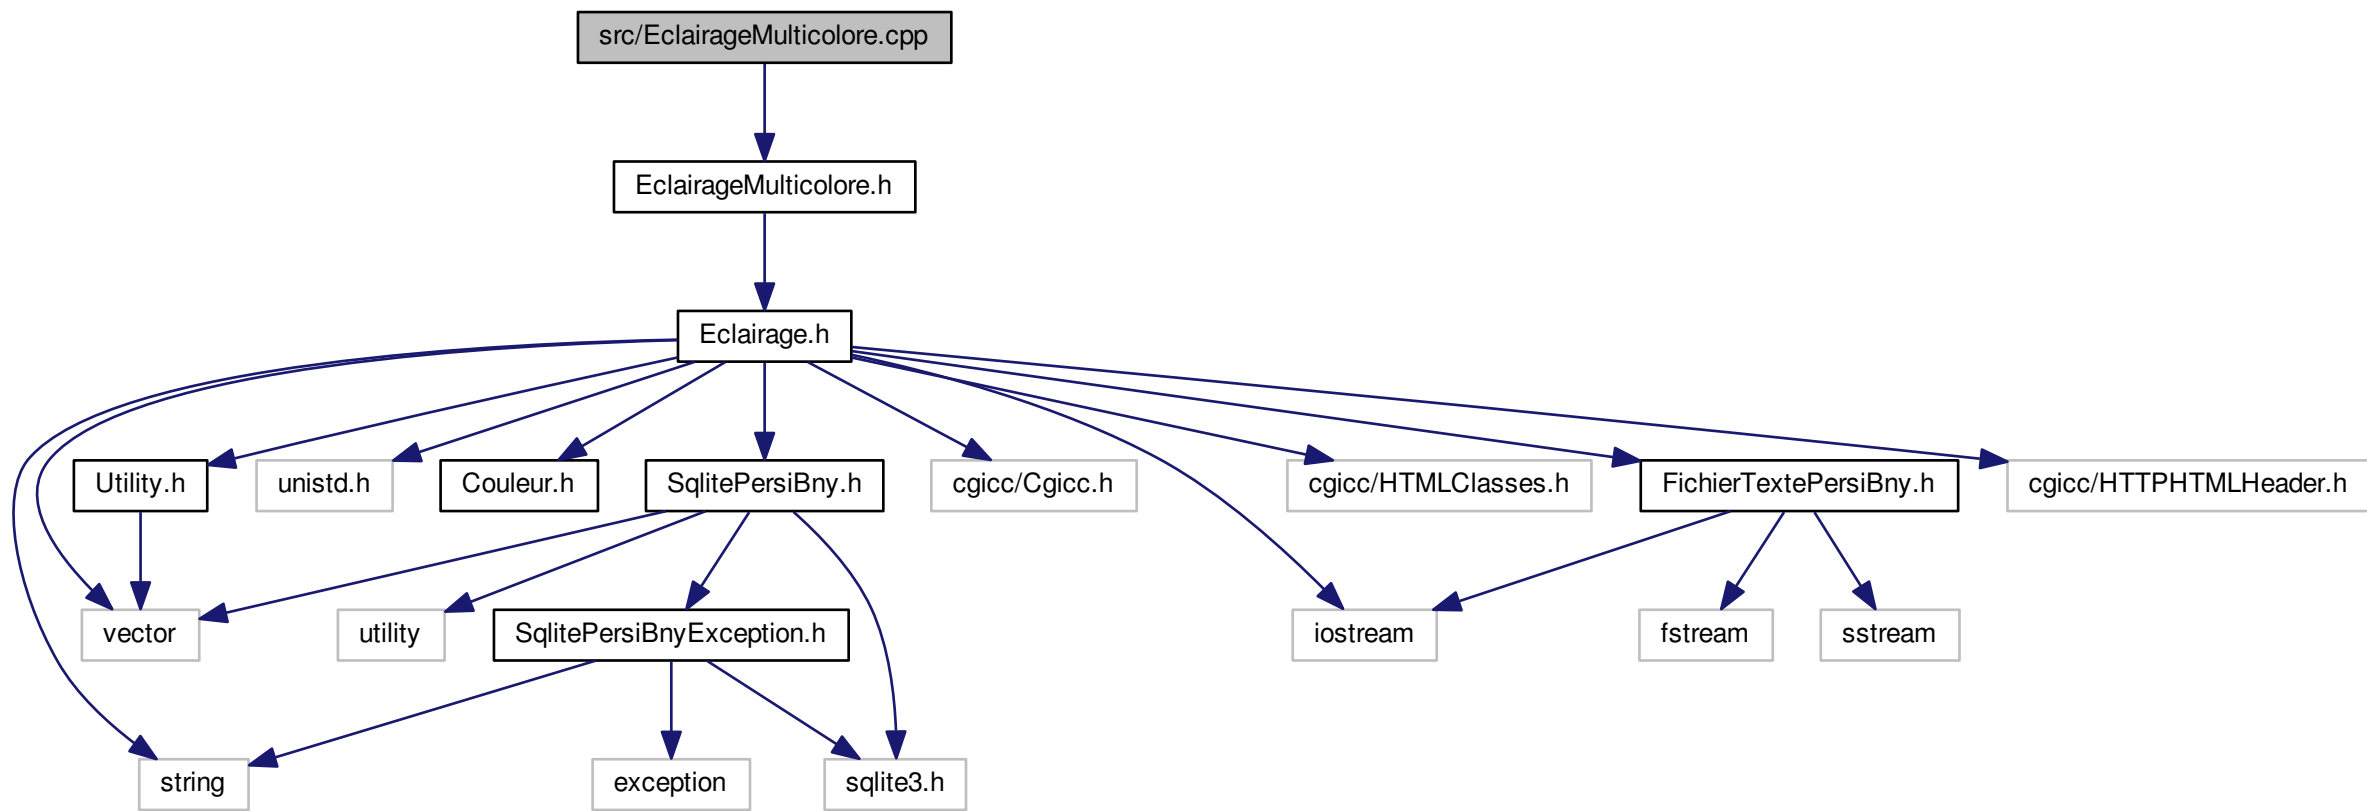 src/EclairageMulticolore.cpp
EclairageMulticolore.h
Eclairage.h
Utility.h
unistd.h
Couleur.h
SqlitePersiBny.h
cgicc/Cgicc.h
cgicc/HTMLClasses.h
FichierTextePersiBny.h
cgicc/HTTPHTMLHeader.h
vector
utility
SqlitePersiBnyException.h
iostream
fstream
sstream
string
exception
sqlite3.h